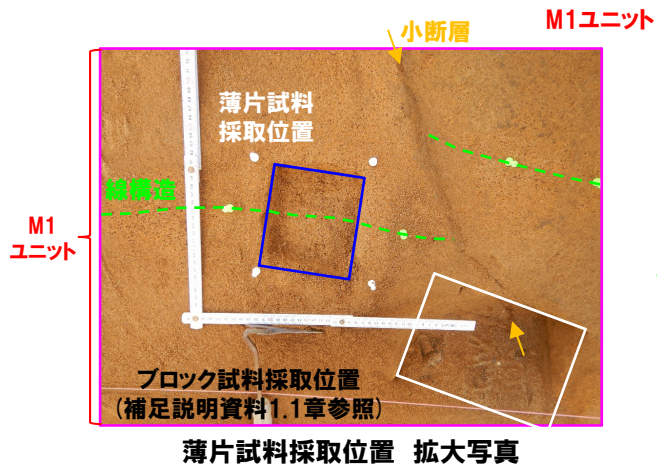 M1ユニット
小断層
薄片試料
採取位置
線構造
M1
ユニット
ブロック試料採取位置
(補足説明資料1.1章参照)
薄片試料採取位置 拡大写真